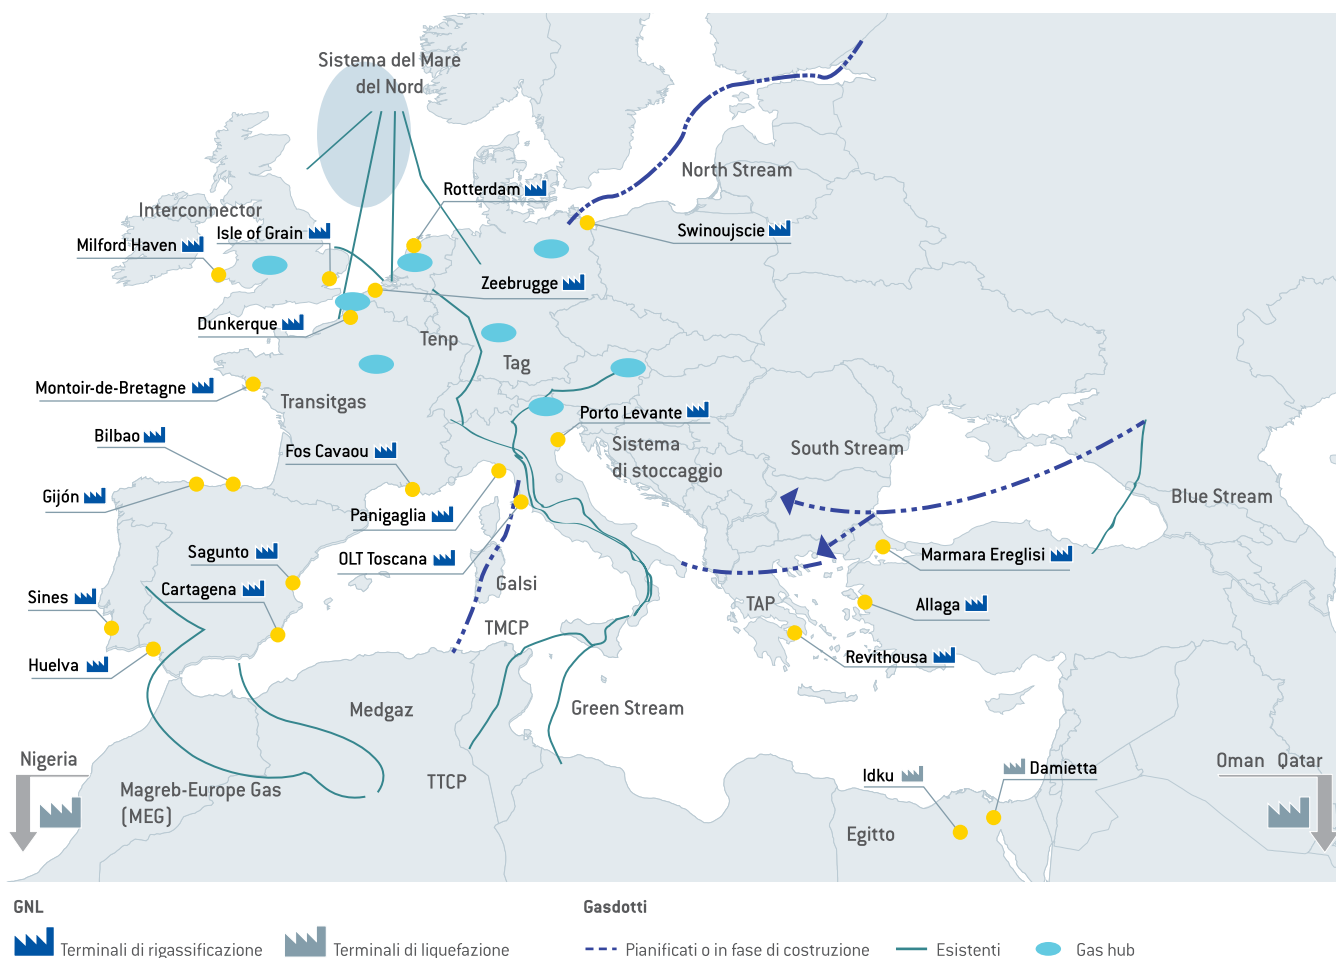 Sistema del Mare
del Nord
Rotterdam
North Stream
Interconnector
Isle of Grain
Milford Haven
Swinoujscie
Zeebrugge
Dunkerque
Tenp
Tag
Montoir-de-Bretagne
Transitgas
Porto Levante
Bilbao
Fos Cavaou
Sistema
di stoccaggio
South Stream
Gijón
Panigaglia
Blue Stream
Sagunto
OLT Toscana
Marmara Ereglisi
Cartagena
Galsi
Sines
TAP
Allaga
TMCP
Huelva
Revithousa
Medgaz
Green Stream
Nigeria
Oman Qatar
Idku
Damietta
TTCP
Magreb-Europe Gas
(MEG)
Egitto
GNL
Gasdotti
Terminali di rigassificazione
Terminali di liquefazione
Pianificati o in fase di costruzione
Esistenti
Gas hub